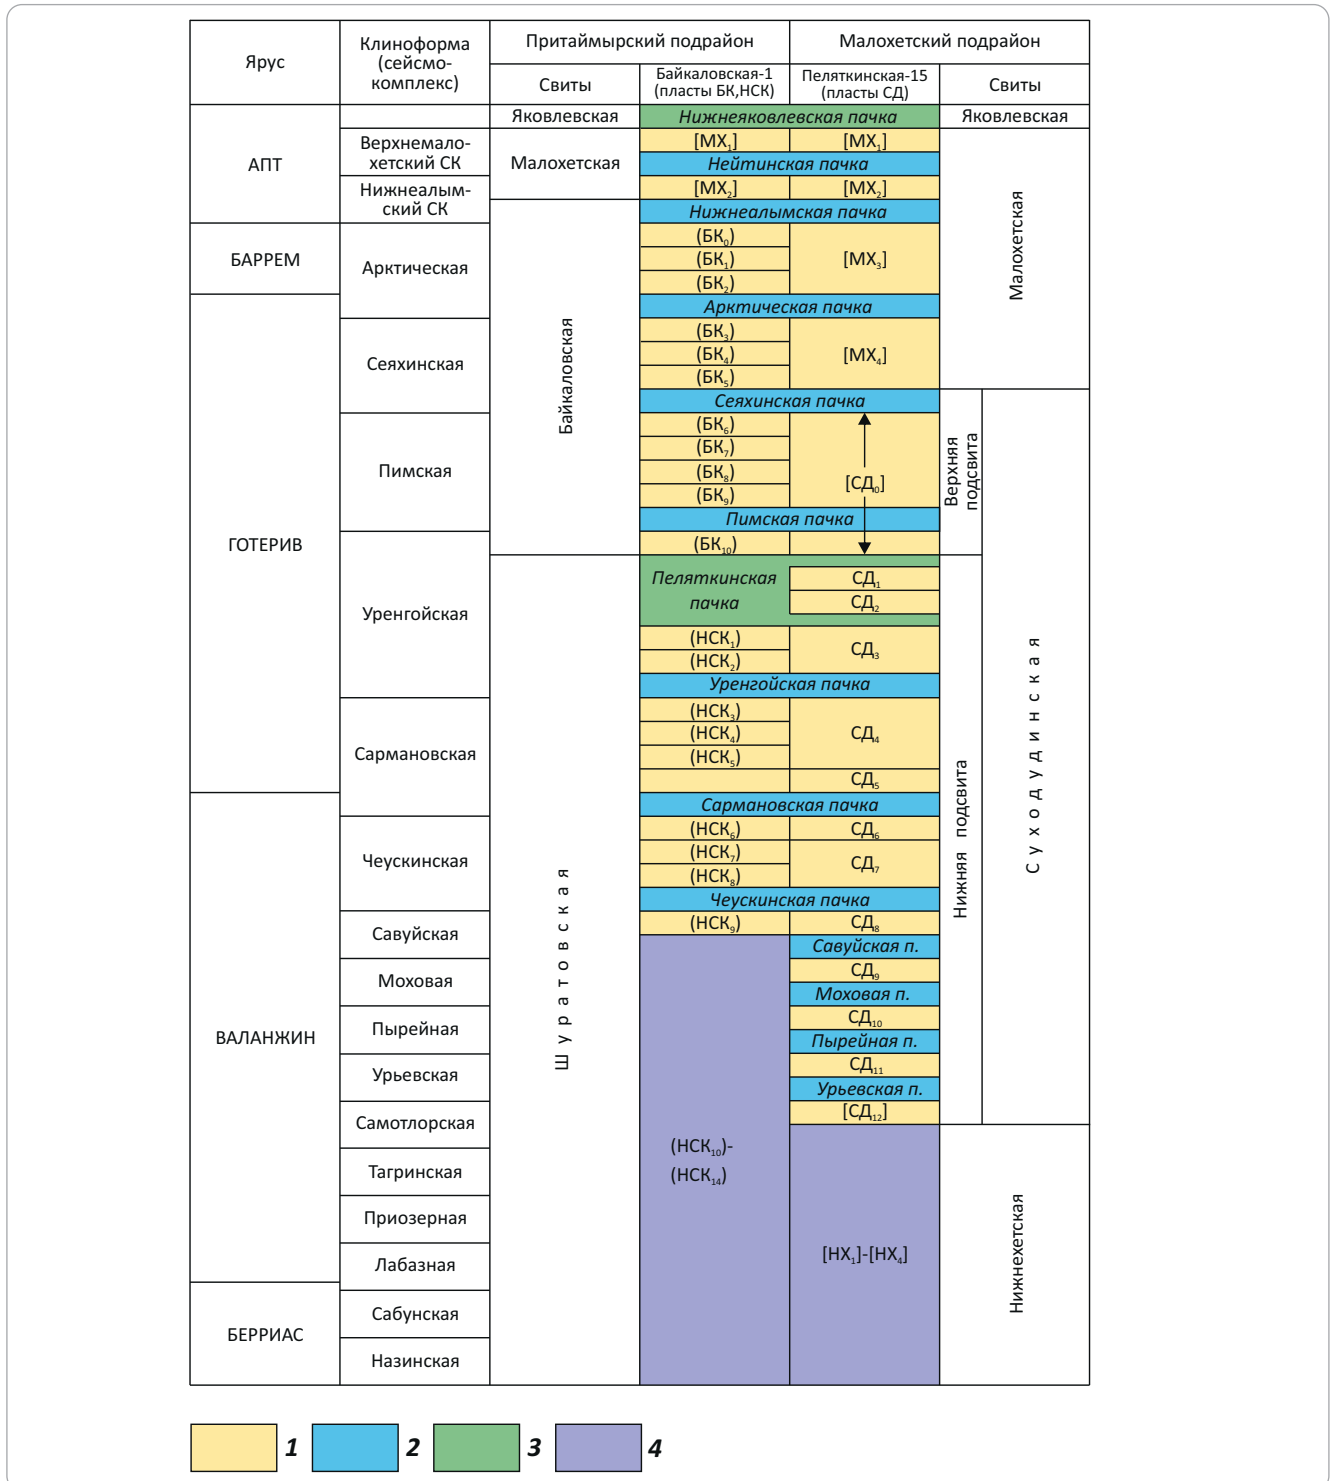 Ярус
Клиноформа
(сейсмо-
комплекс)
Притаймырский подрайон
Малохетский подрайон
Свиты
Байкаловская-1
(пласты БК,НСК)
Пеляткинская-15
(пласты СД)
Свиты
Яковлевская
Нижнеяковлевская пачка
Яковлевская
АПТ
Верхнемало-
хетский СК
Малохетская
[МХ₁]
[МХ₁]
Нейтинская пачка
Нижнеалым-
ский СК
[МХ₂]
[МХ₂]
Нижнеалымская пачка
Малохетская
БАРРЕМ
Арктическая
Байкаловская
(БК₀)
(БК₁)
(БК₂)
[МХ₃]
Арктическая пачка
ГОТЕРИВ
Сеяхинская
(БК₃)
(БК₄)
(БК₅)
[МХ₄]
Сеяхинская пачка
Пимская
(БК₆)
(БК₇)
(БК₈)
(БК₉)
[СД₀]
Верхняя
подсвита
Суходудинская
Пимская пачка
(БК₁₀)
Уренгойская
Шуратовская
Пеляткинская
пачка
СД₁
СД₂
(НСК₁)
(НСК₂)
СД₃
Нижняя подсвита
Уренгойская пачка
Сармановская
(НСК₃)
(НСК₄)
(НСК₅)
СД₄
СД₅
Сармановская пачка
ВАЛАНЖИН
Чеускинская
(НСК₆)
СД₆
(НСК₇)
(НСК₈)
СД₇
Чеускинская пачка
Савуйская
(НСК₉)
СД₈
Савуйская п.
Моховая
СД₉
Моховая п.
Пырейная
СД₁₀
Пырейная п.
Урьевская
СД₁₁
Урьевская п.
Самотлорская
[СД₁₂]
(НСК₁₀)-
(НСК₁₄)
Тагринская
Приозерная
Лабазная
[НХ₁]-[НХ₄]
Нижнехетская
БЕРРИАС
Сабунская
Назинская
1
2
3
4